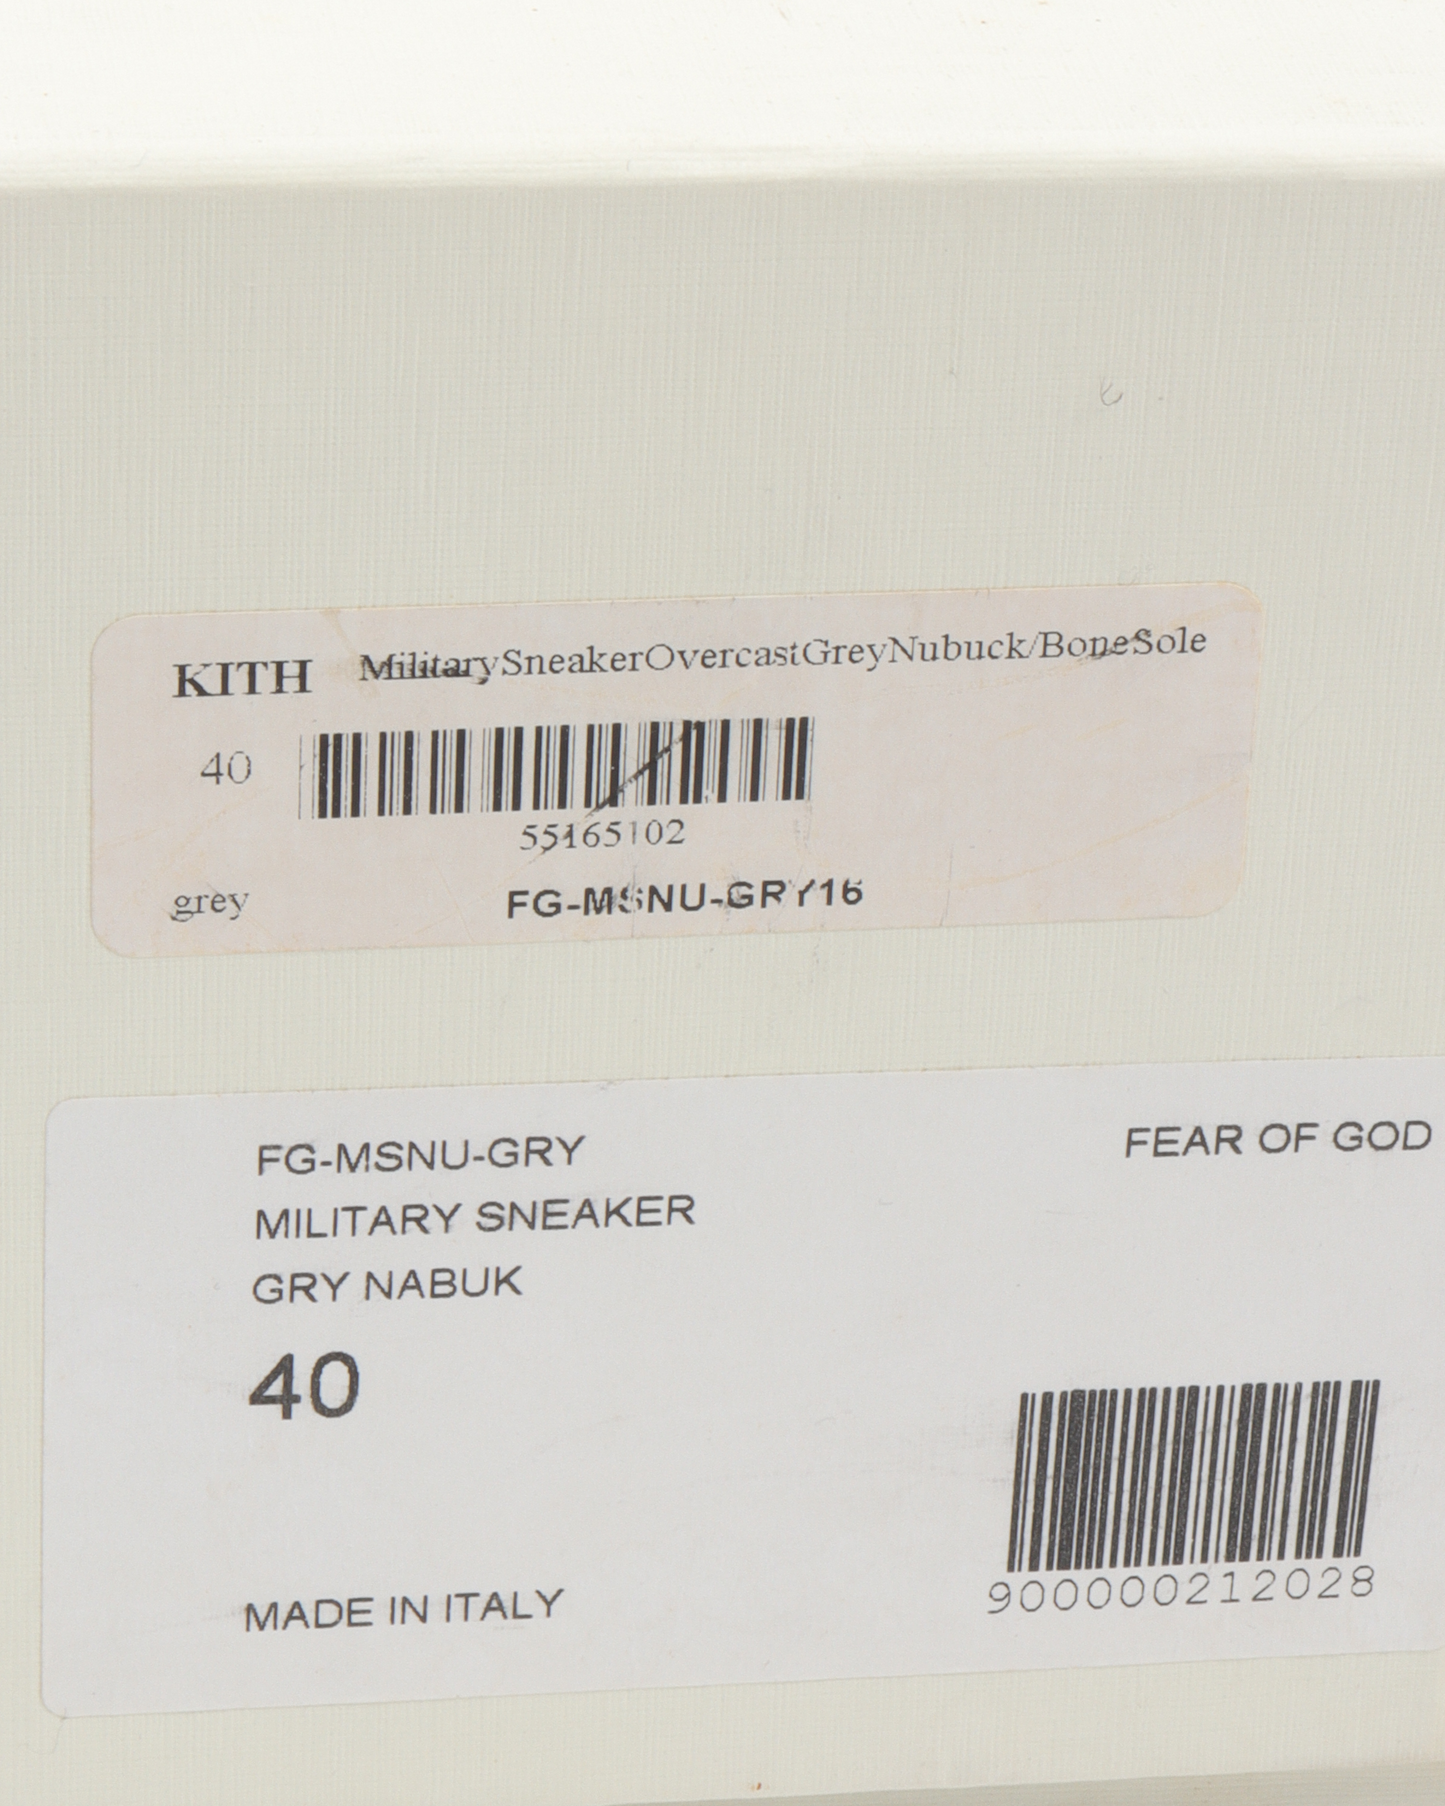 KITH MilitarySneakerOvercastGreyNubuck/BoneSole
40
55165102
grey FG-MSNU-GRY16
FG-MSNU-GRY FEAR OF GOD
MILITARY SNEAKER
GRY NABUK
40
900000212028
MADE IN ITALY